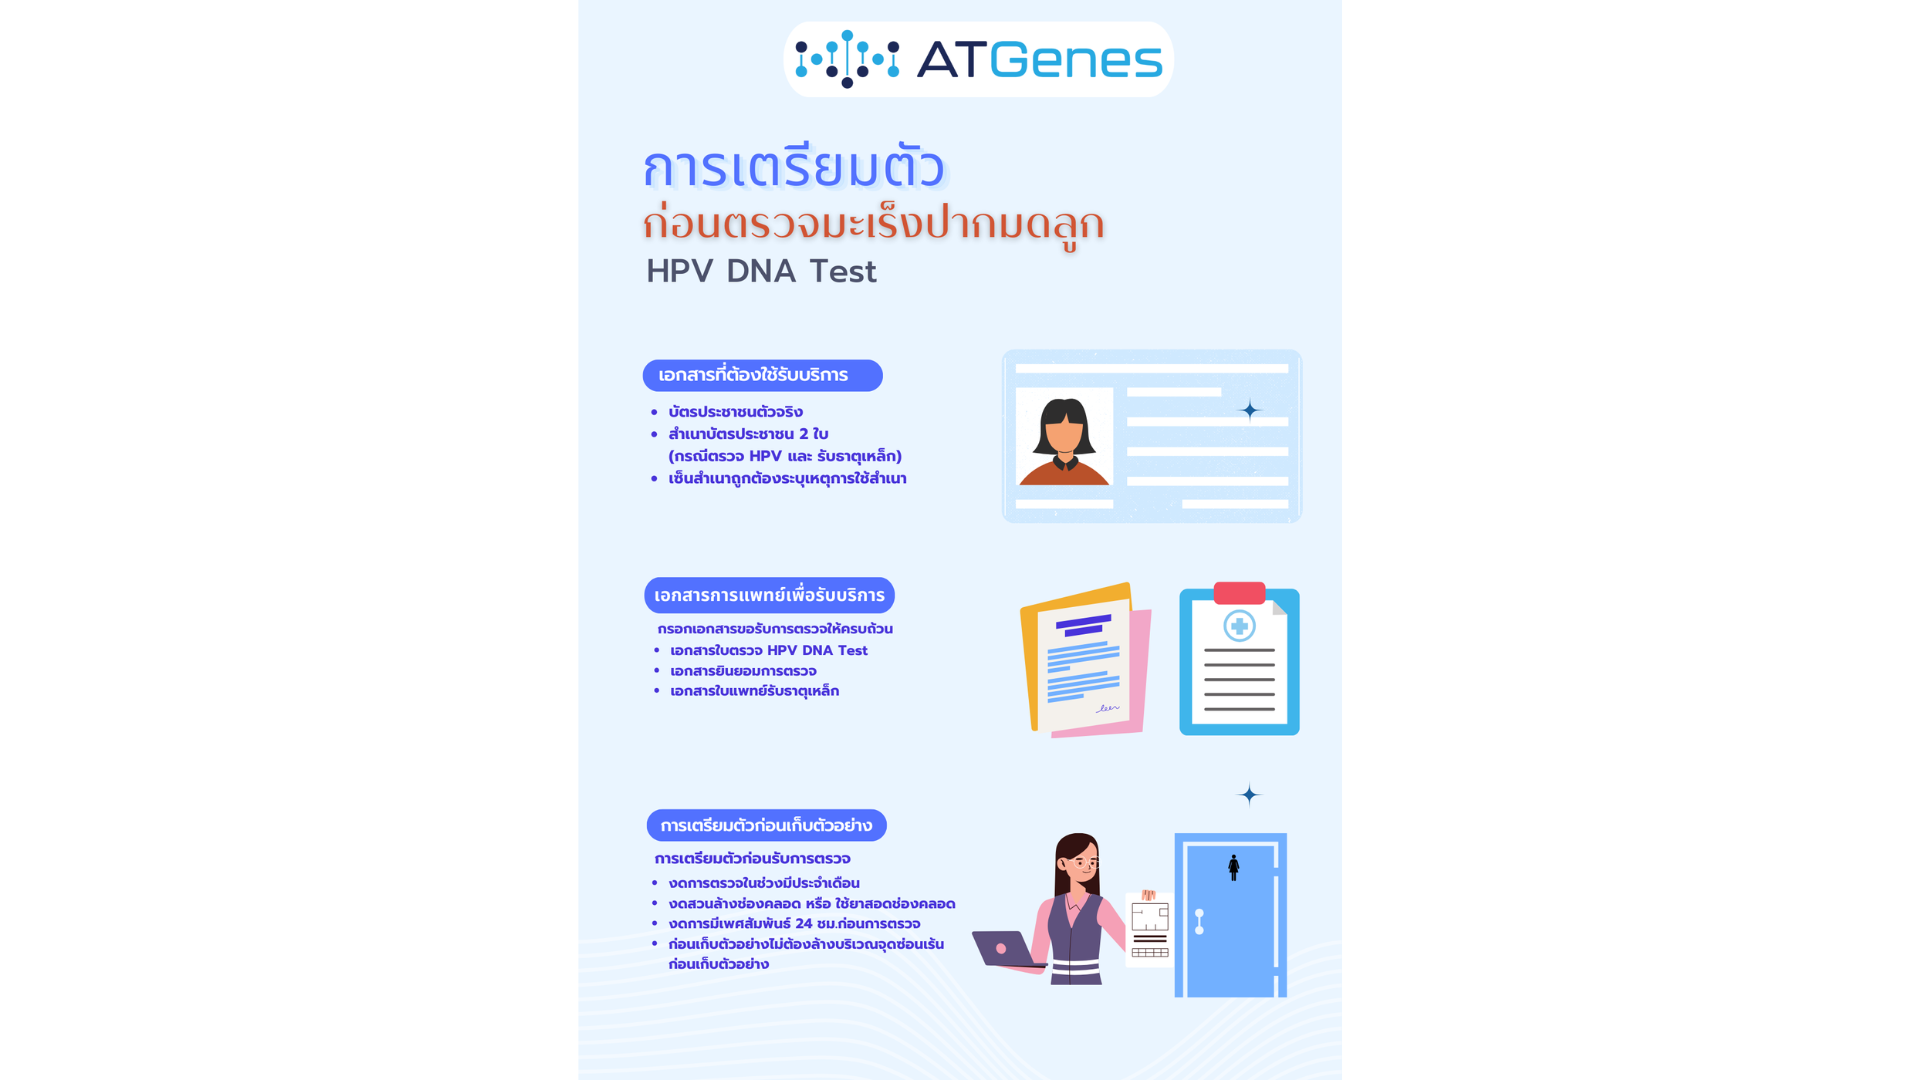 ATGenes
การเตรียมตัว
ก่อนตรวจมะเร็งปากมดลูก
HPV DNA Test
เอกสารที่ต้องใช้รับบริการ
• บัตรประชาชนตัวจริง
• สำเนาบัตรประชาชน 2 ใบ
(กรณีตรวจ HPV และ รับธาตุเหล็ก)
• เซ็นสำเนาถูกต้องระบุเหตุการใช้สำเนา
เอกสารการแพทย์เพื่อรับบริการ
กรอกเอกสารขอรับการตรวจให้ครบถ้วน
• เอกสารใบตรวจ HPV DNA Test
• เอกสารยินยอมการตรวจ
• เอกสารใบแพทย์รับธาตุเหล็ก
การเตรียมตัวก่อนเก็บตัวอย่าง
การเตรียมตัวก่อนรับการตรวจ
• งดการตรวจในช่วงมีประจำเดือน
• งดสวนล้างช่องคลอด หรือ ใช้ยาสอดช่องคลอด
• งดการมีเพศสัมพันธ์ 24 ชม.ก่อนการตรวจ
• ก่อนเก็บตัวอย่างไม่ต้องล้างบริเวณจุดซ่อนเร้น
ก่อนเก็บตัวอย่าง